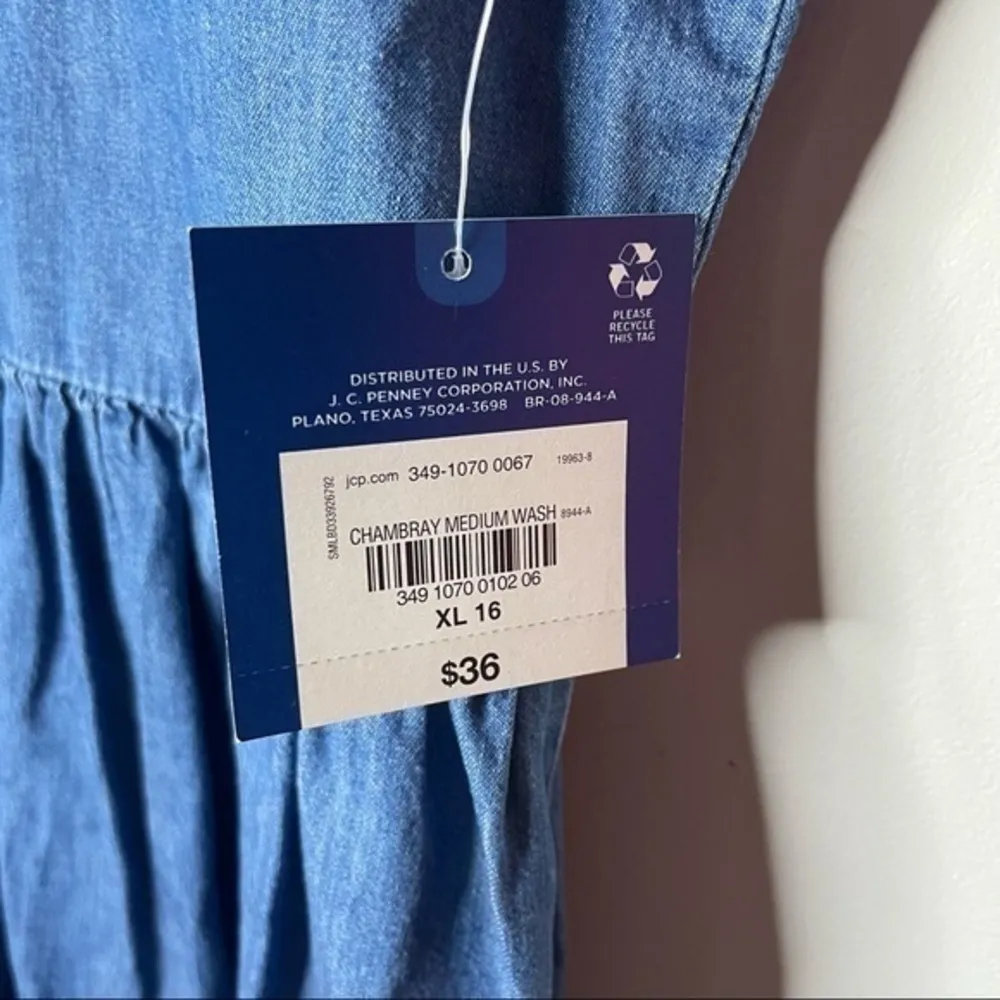 PLEASE
RECYCLE
THIS TAG
DISTRIBUTED IN THE U.S. BY
J. C. PENNEY CORPORATION, INC.
PLANO, TEXAS 75024-3698 BR-08-944-A
jcp.com 349-1070 0067 19963-8
SMLBD33926792
CHAMBRAY MEDIUM WASH 8944-A
349 1070 0102 06
XL 16
$36